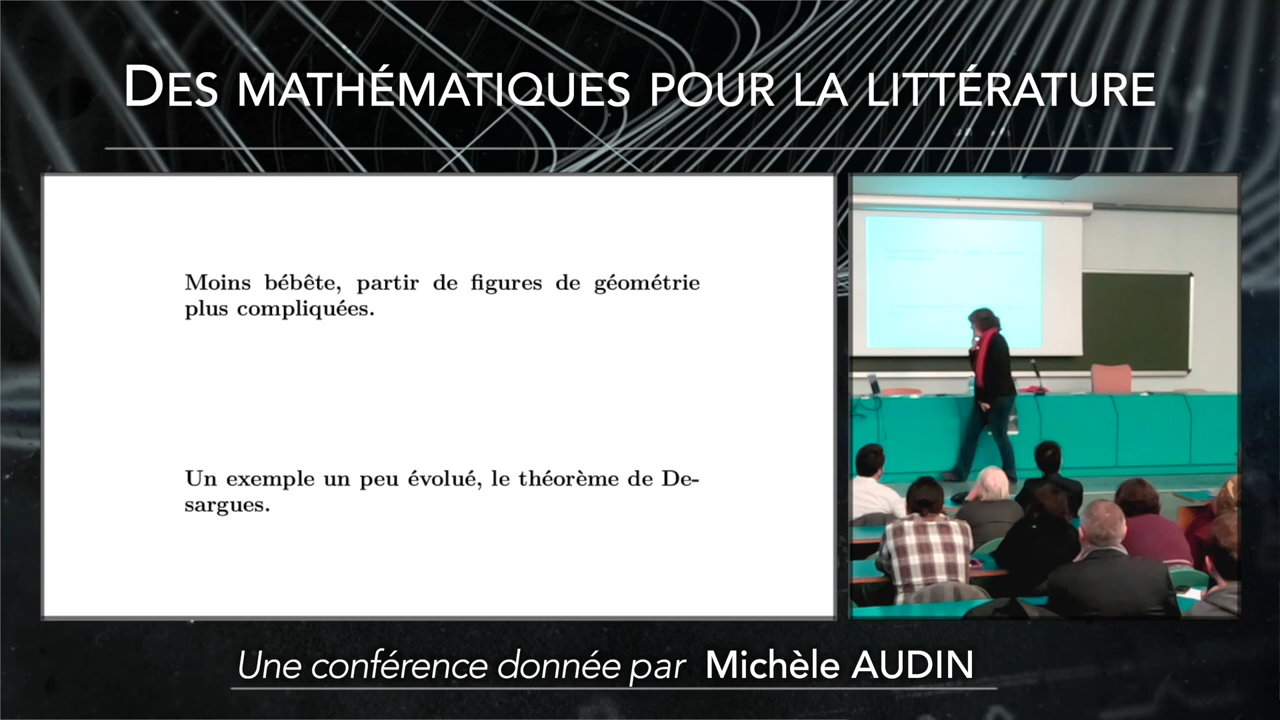 DES MATHÉMATIQUES POUR LA LITTÉRATURE
Moins bébête, partir de figures de géométrie
plus compliquées.
Un exemple un peu évolué, le théorème de De-
sargues.
Une conférence donnée par Michèle AUDIN